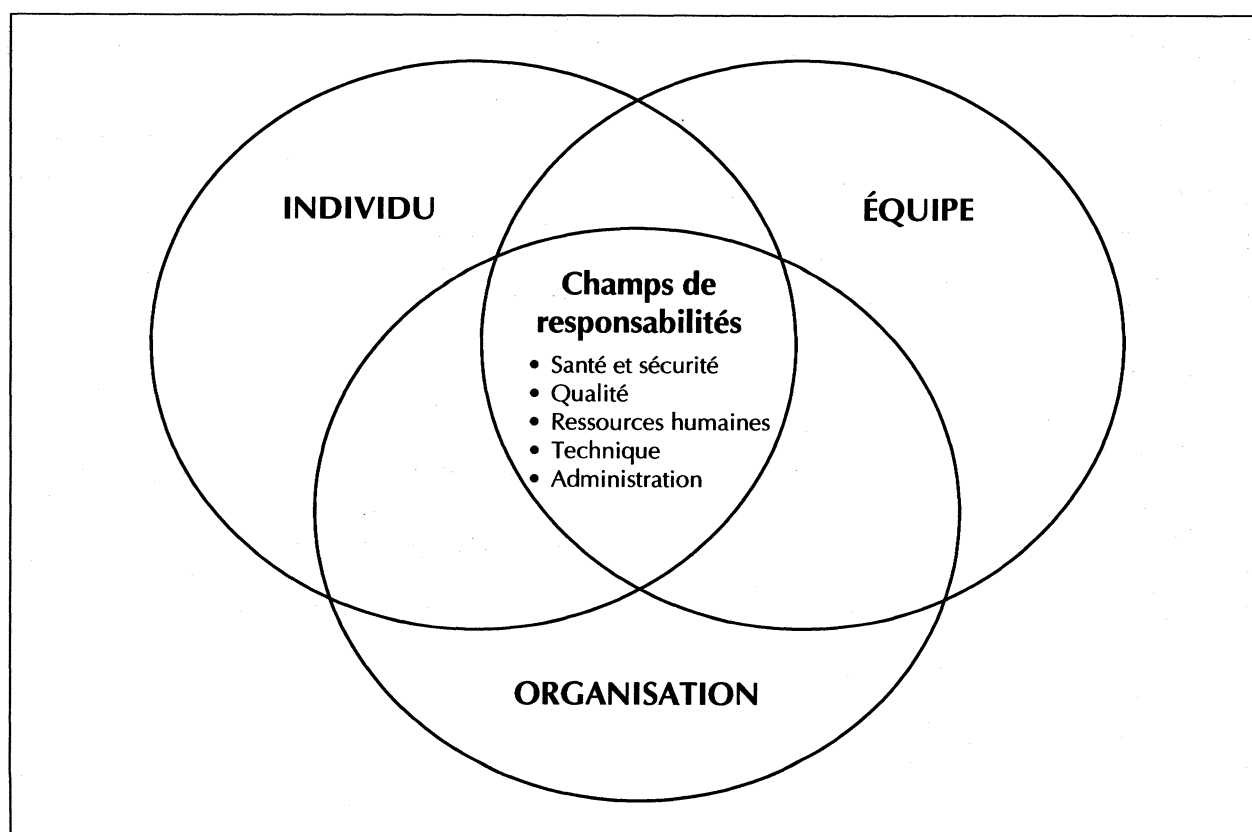 INDIVIDU
ÉQUIPE
Champs de
responsabilités
• Santé et sécurité
• Qualité
• Ressources humaines
• Technique
• Administration
ORGANISATION